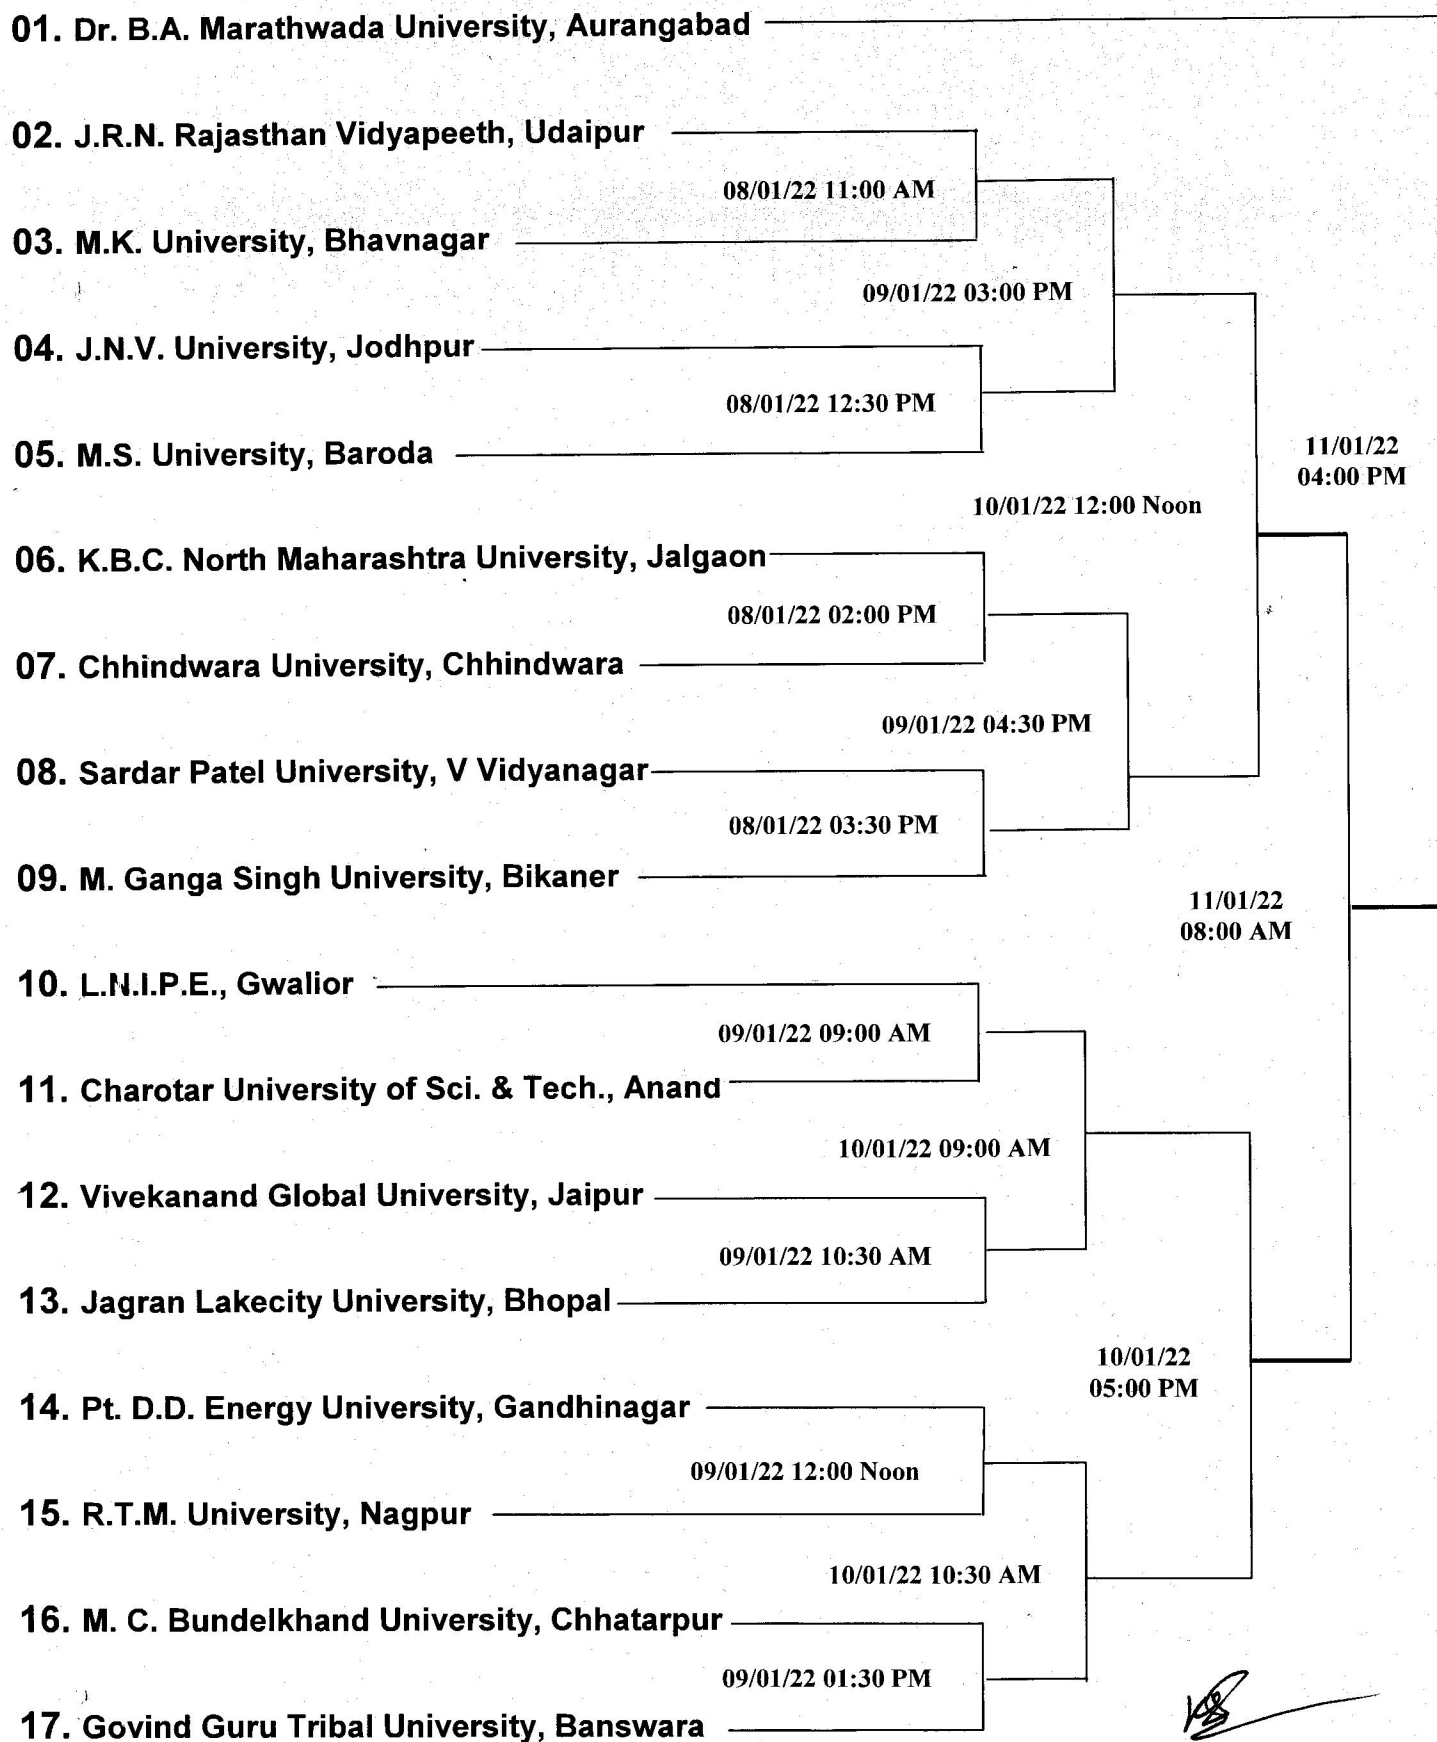 01. Dr. B.A. Marathwada University, Aurangabad
02. J.R.N. Rajasthan Vidyapeeth, Udaipur
08/01/22 11:00 AM
03. M.K. University, Bhavnagar
09/01/22 03:00 PM
04. J.N.V. University, Jodhpur
08/01/22 12:30 PM
05. M.S. University, Baroda
11/01/22
04:00 PM
10/01/22 12:00 Noon
06. K.B.C. North Maharashtra University, Jalgaon
08/01/22 02:00 PM
07. Chhindwara University, Chhindwara
09/01/22 04:30 PM
08. Sardar Patel University, V Vidyanagar
08/01/22 03:30 PM
09. M. Ganga Singh University, Bikaner
11/01/22
08:00 AM
10. L.N.I.P.E., Gwalior
09/01/22 09:00 AM
11. Charotar University of Sci. & Tech., Anand
10/01/22 09:00 AM
12. Vivekanand Global University, Jaipur
09/01/22 10:30 AM
13. Jagran Lakecity University, Bhopal
10/01/22
05:00 PM
14. Pt. D.D. Energy University, Gandhinagar
09/01/22 12:00 Noon
15. R.T.M. University, Nagpur
10/01/22 10:30 AM
16. M. C. Bundelkhand University, Chhatarpur
09/01/22 01:30 PM
17. Govind Guru Tribal University, Banswara